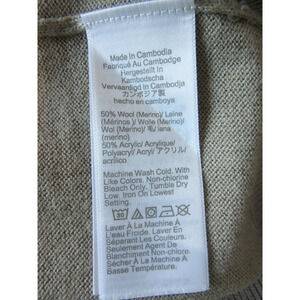 Made in Cambodia
Fabriqué Au Cambodge
Hergestellt In
Kambodscha
Vervaardigd In Cambodja
カンボジア製
hecho en camboya
50% Wool (Merino)/ Laine
(Mérinos) / Wolle (Merino)/
Wol (Merino)/ 毛/ lana
(merino)
50% Acrylic/ Acrylique/
Polyacryl/ Acryl/ アクリル/
acrílico
Machine Wash Cold. With
Like Colors. Non-chlorine
Bleach Only. Tumble Dry
Low. Iron On Lowest
Setting.
30
Laver À La Machine À
L'eau Froide. Laver En
Séparant Les Couleurs.
Seulement Agent De
Blanchiment Non-Chloré.
Sécher À La Machine À
Basse Température.